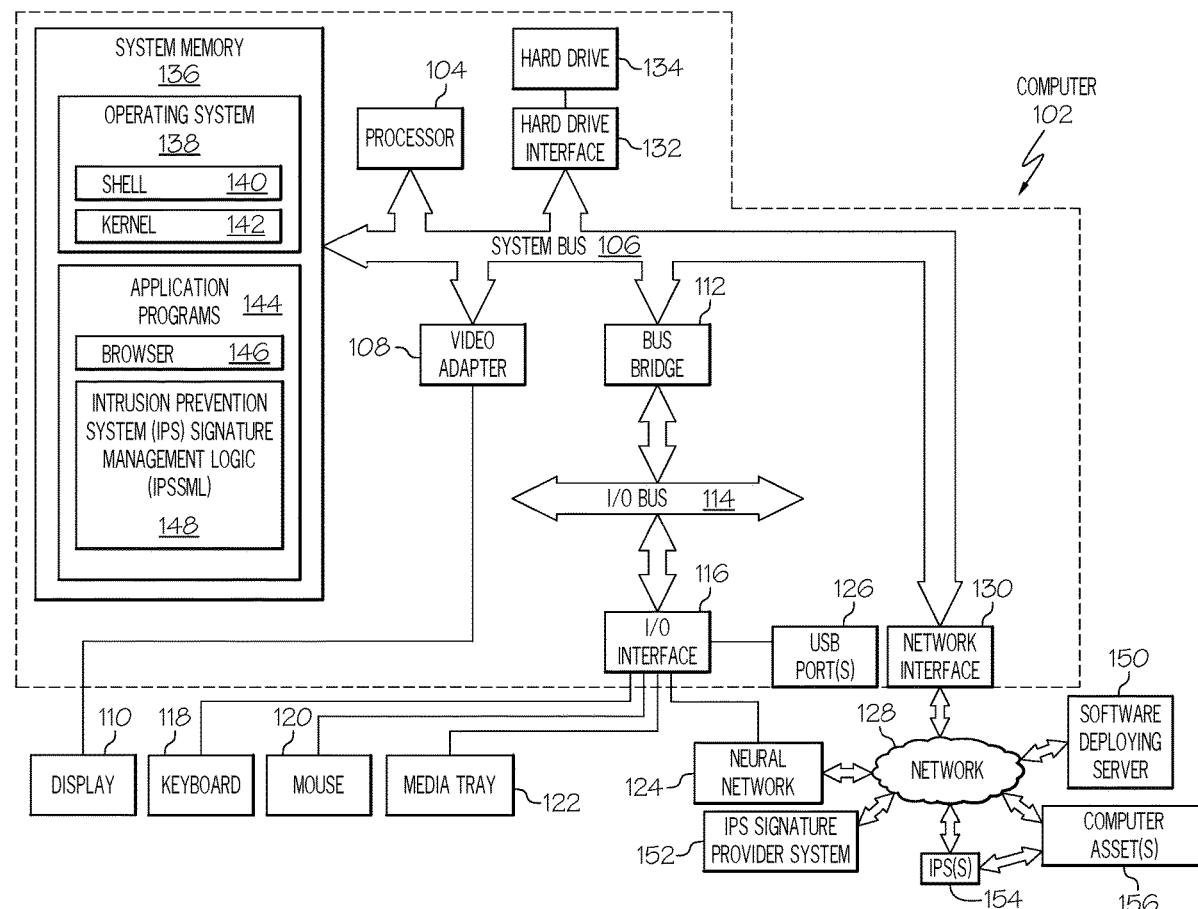 SYSTEM MEMORY
136
OPERATING SYSTEM
138
SHELL 140
KERNEL 142
APPLICATION
PROGRAMS 144
BROWSER 146
INTRUSION PREVENTION
SYSTEM (IPS) SIGNATURE
MANAGEMENT LOGIC
(IPSSML)
148
104
PROCESSOR
HARD DRIVE
134
HARD DRIVE
INTERFACE
132
COMPUTER
102
SYSTEM BUS 106
108
VIDEO
ADAPTER
112
BUS
BRIDGE
I/O BUS 114
116
I/O
INTERFACE
126
USB
PORT(S)
130
NETWORK
INTERFACE
110
DISPLAY
118
KEYBOARD
120
MOUSE
MEDIA TRAY
122
124
NEURAL
NETWORK
128
NETWORK
150
SOFTWARE
DEPLOYING
SERVER
152
IPS SIGNATURE
PROVIDER SYSTEM
IPS(S)
154
COMPUTER
ASSET(S)
156